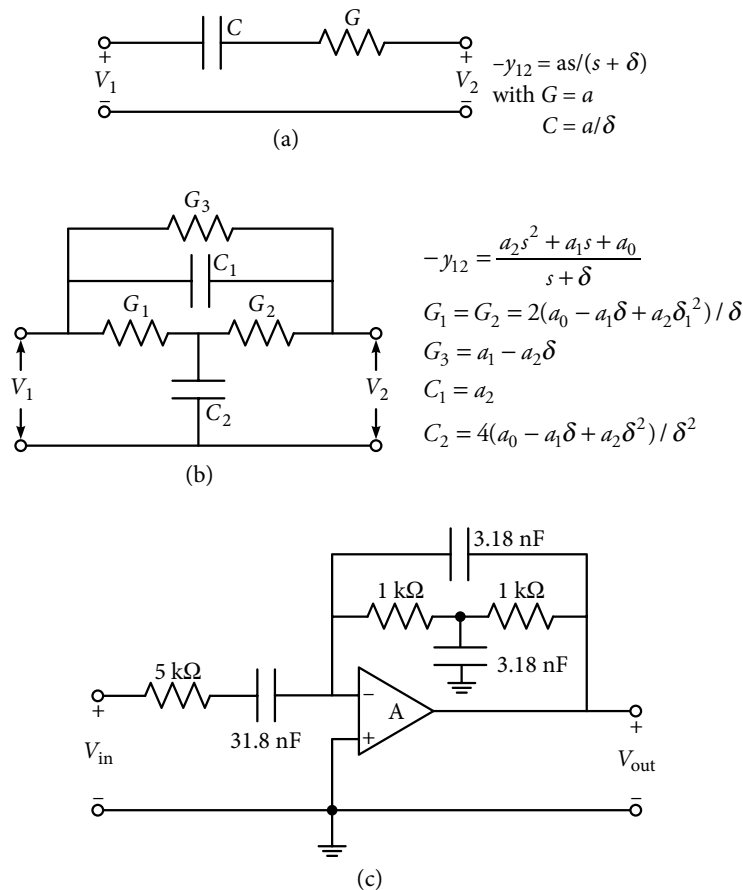 C
G
+
V₁
−
+
V₂
−
–y₁₂ = as/(s + δ)
with G = a
C = a/δ
(a)
G₃
C₁
G₁
G₂
V₁
C₂
V₂
–y₁₂ = (a₂s² + a₁s + a₀) / (s + δ)
G₁ = G₂ = 2(a₀ – a₁δ + a₂δ₁²) / δ
G₃ = a₁ – a₂δ
C₁ = a₂
C₂ = 4(a₀ – a₁δ + a₂δ²) / δ²
(b)
3.18 nF
1 kΩ
1 kΩ
3.18 nF
5 kΩ
31.8 nF
−
A
+
+
V_in
−
+
V_out
−
(c)